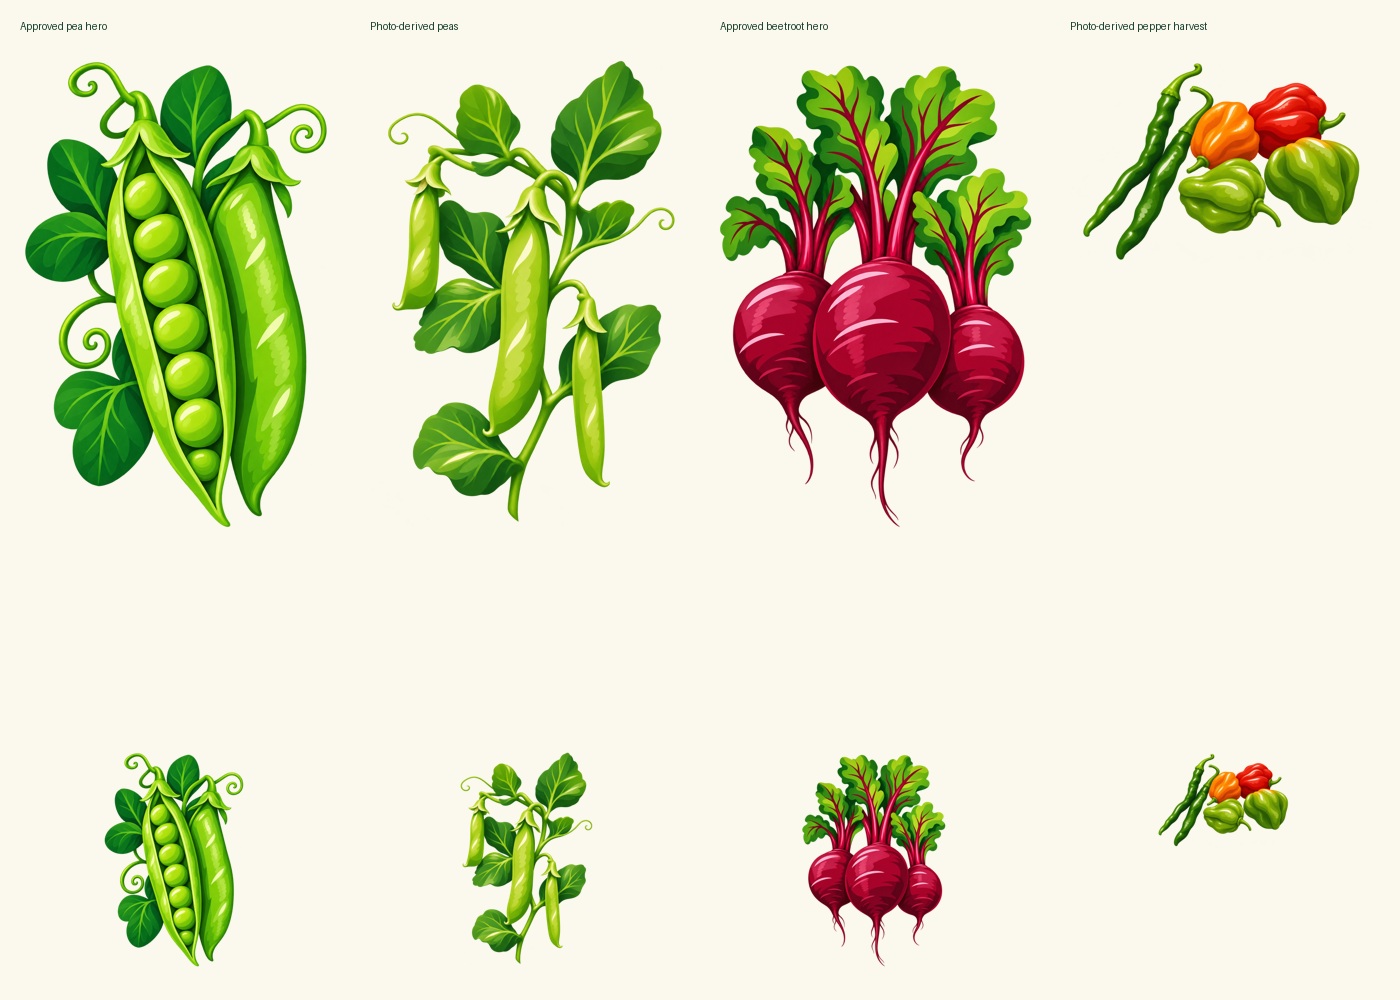 Approved pea hero
Photo-derived peas
Approved beetroot hero
Photo-derived pepper harvest